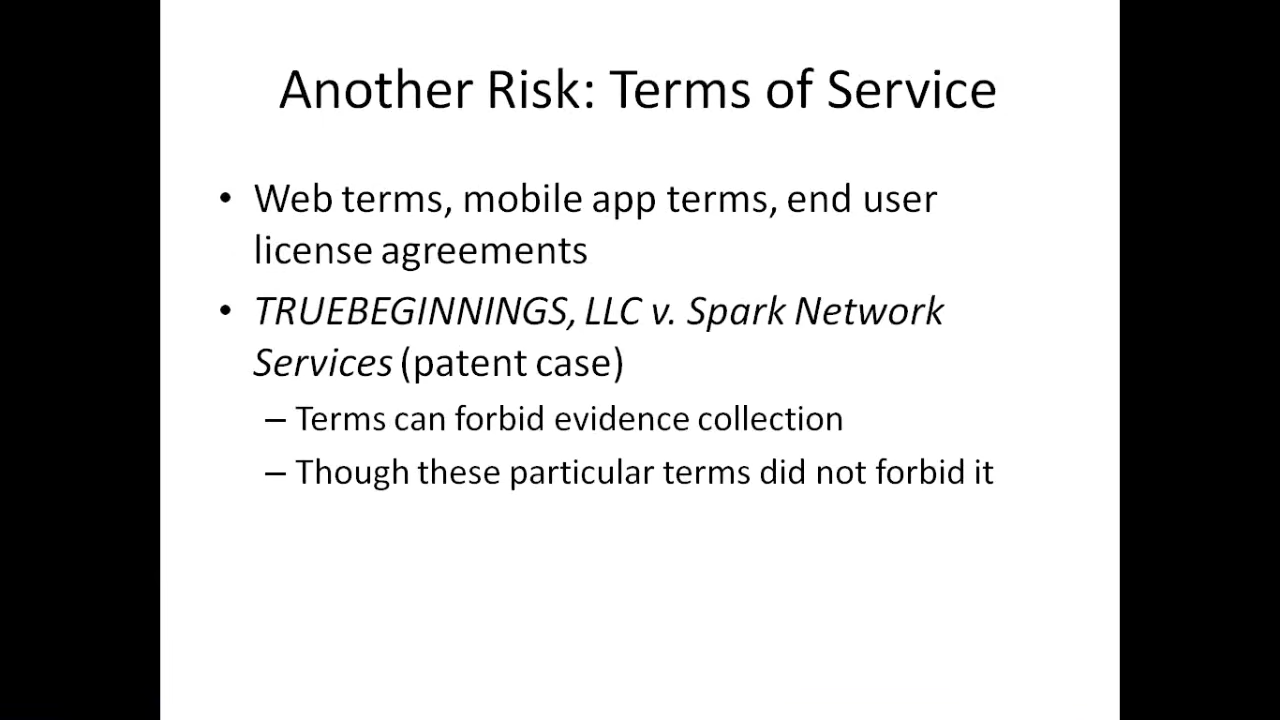 Another Risk: Terms of Service
• Web terms, mobile app terms, end user
license agreements
• TRUEBEGINNINGS, LLC v. Spark Network
Services (patent case)
– Terms can forbid evidence collection
– Though these particular terms did not forbid it